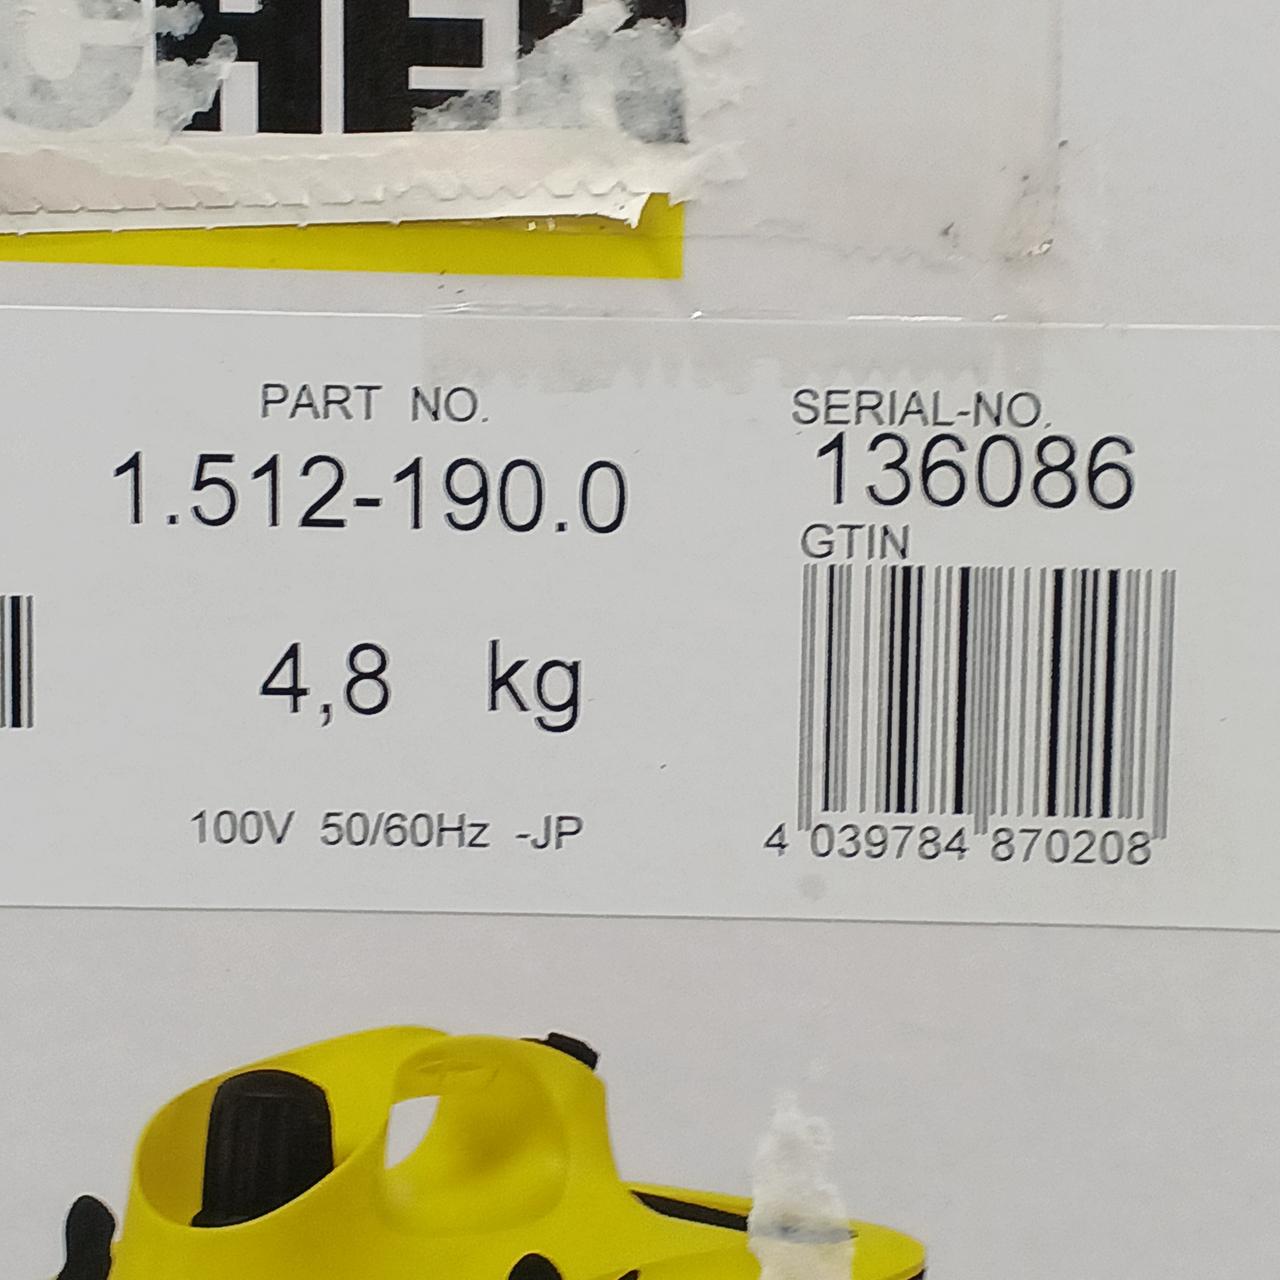 CHER
PART NO.
1.512-190.0
4,8 kg
100V 50/60Hz -JP
SERIAL-NO.
136086
GTIN
4 039784 870208